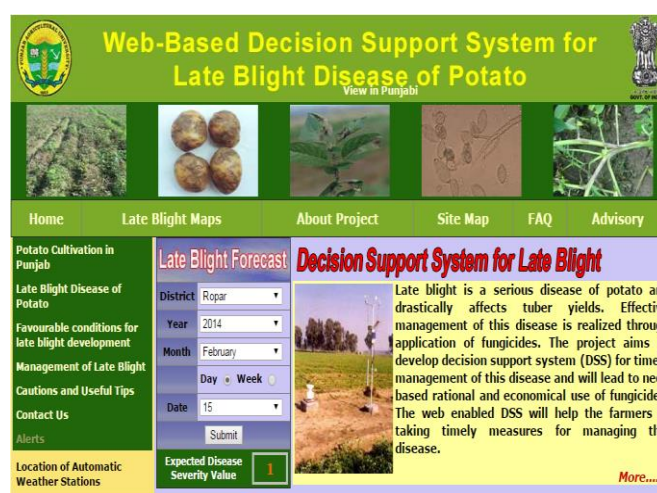 Web-Based Decision Support System for
Late Blight Disease of Potato
View in Punjabi
Home Late Blight Maps About Project Site Map FAQ Advisory
Potato Cultivation in
Punjab
Late Blight Disease of
Potato
Favourable conditions for
late blight development
Management of Late Blight
Cautions and Useful Tips
Contact Us
Alerts
Location of Automatic
Weather Stations
Late Blight Forecast
District Ropar
Year 2014
Month February
Day Week
Date 15
Submit
Expected Disease
Severity Value 1
Decision Support System for Late Blight
Late blight is a serious disease of potato
drastically affects tuber yields.
management of this disease is realized
application of fungicides. The project aims
develop decision support system (DSS) for
management of this disease and will lead to
based rational and economical use of
The web enabled DSS will help the farmers
taking timely measures for managing
disease.
More....